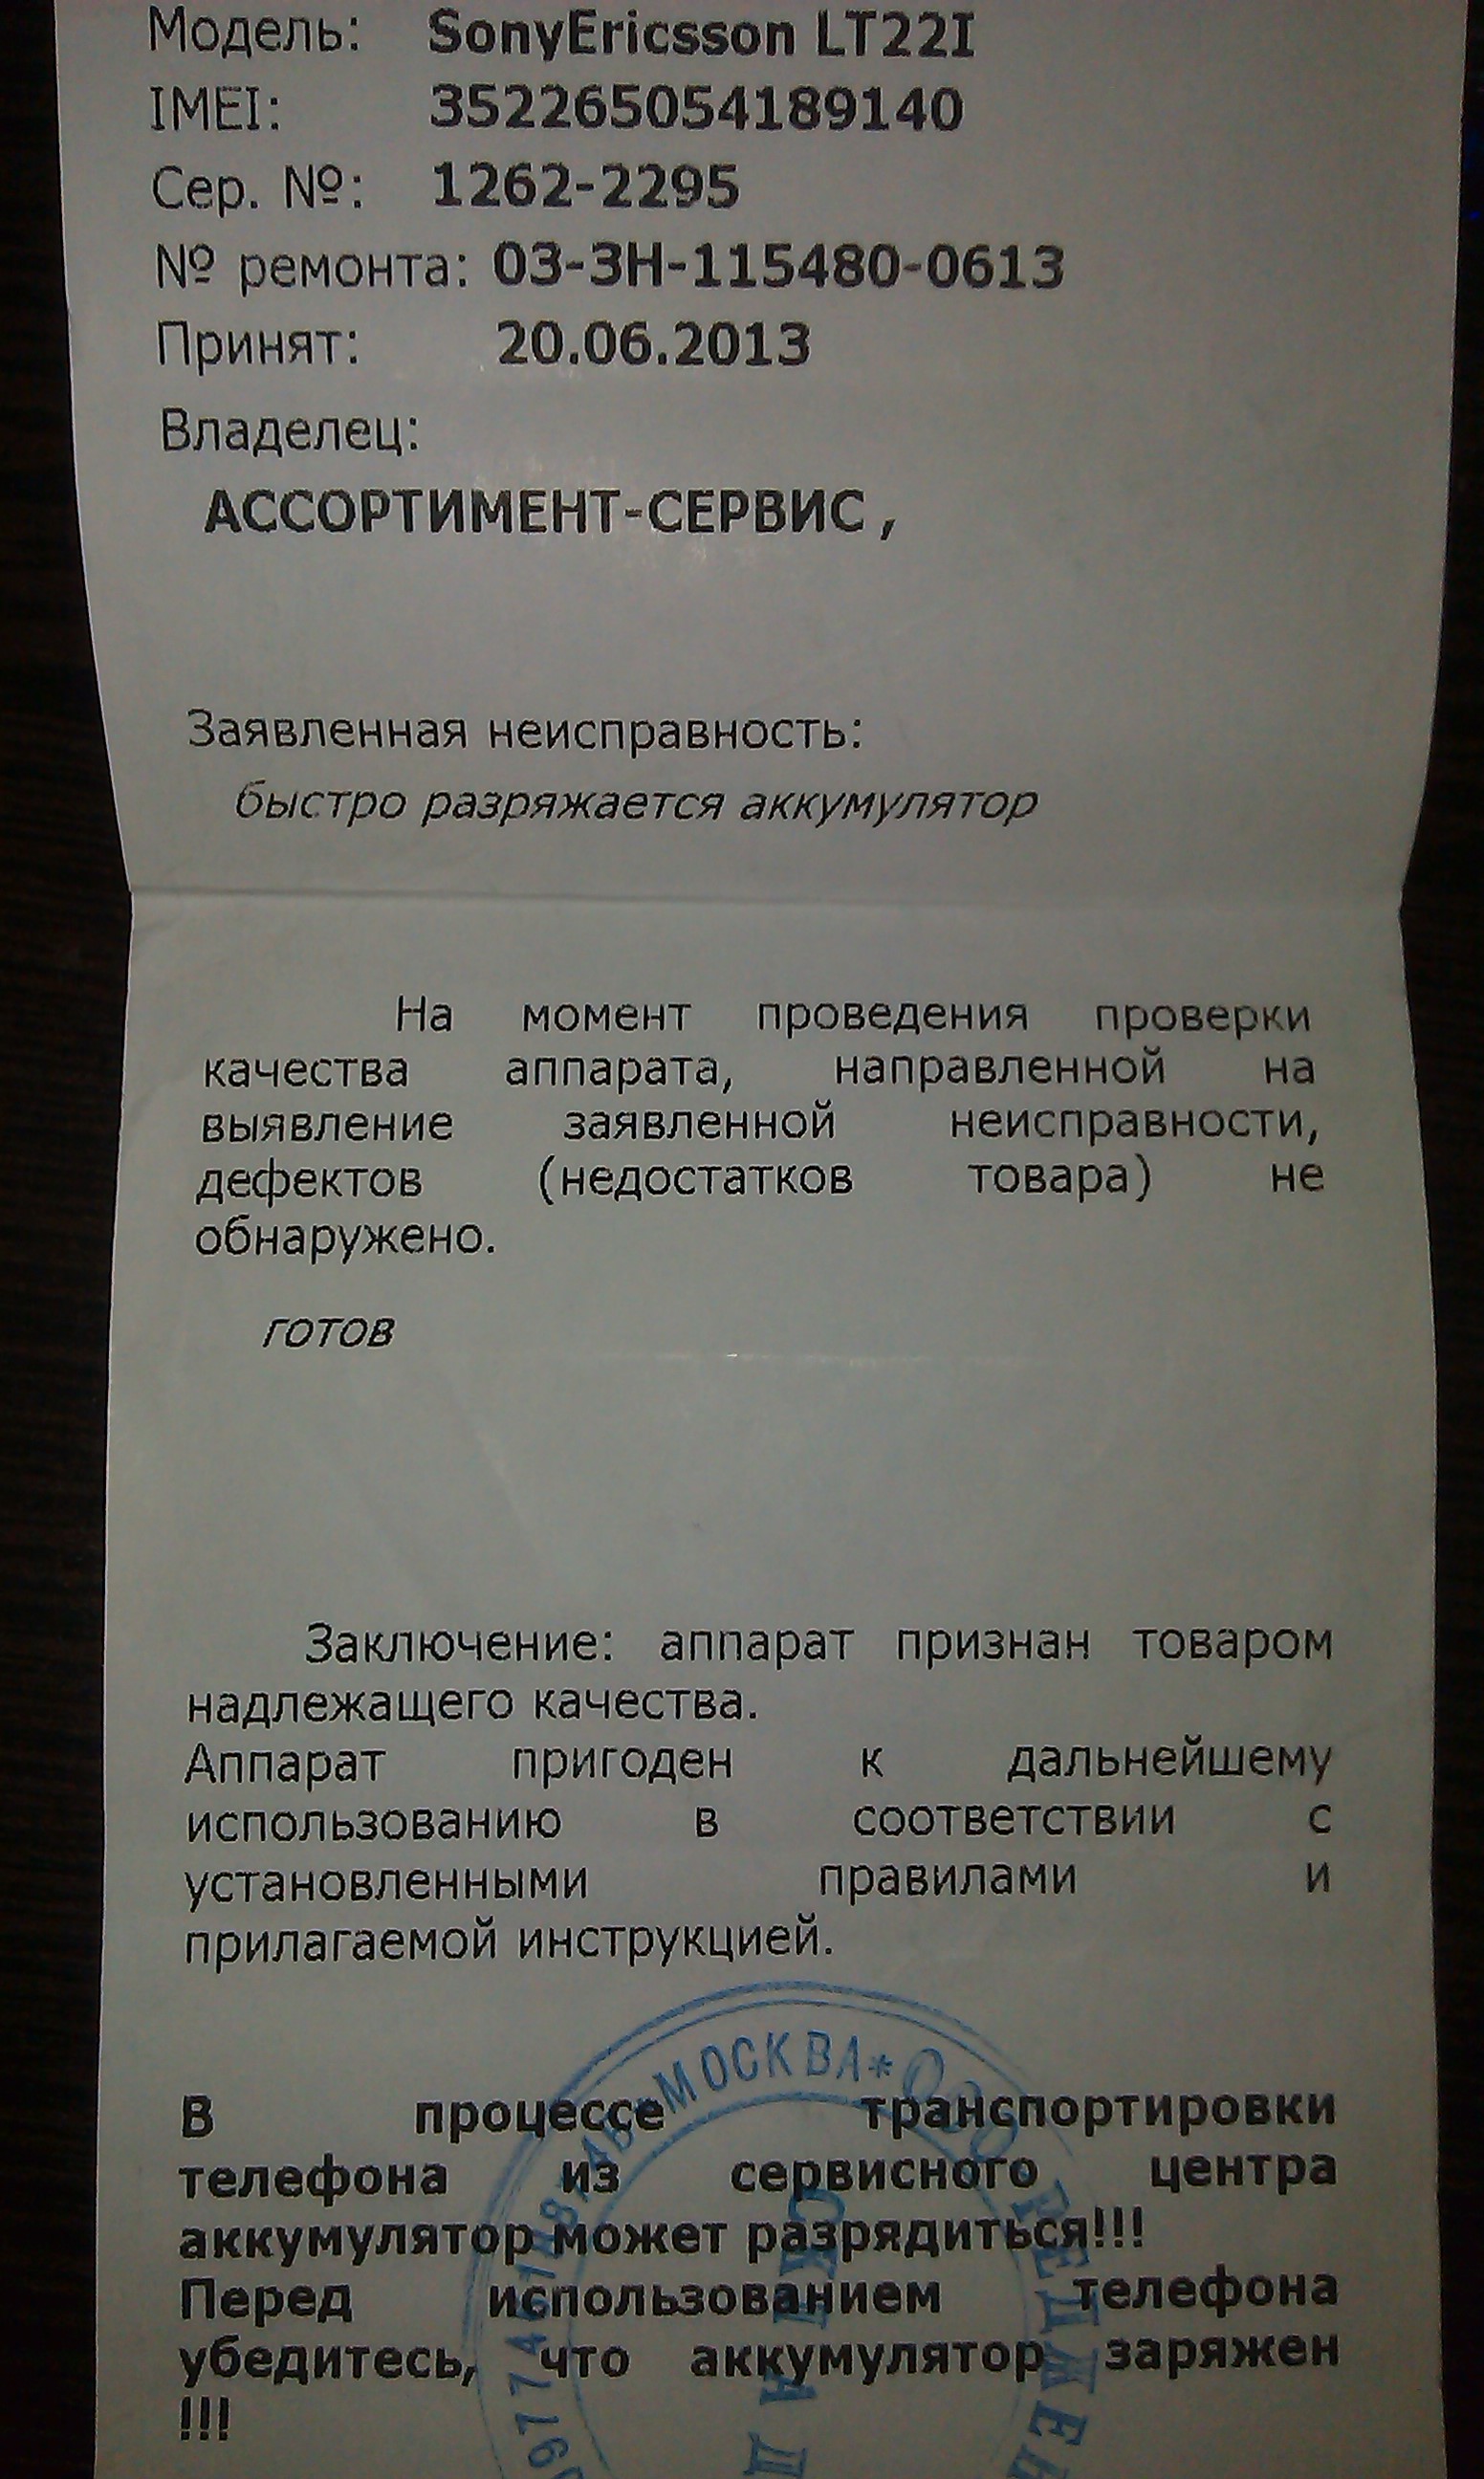 Модель: SonyEricsson LT22I
IMEI: 352265054189140
Сер. №: 1262-2295
№ ремонта: 03-ЗН-115480-0613
Принят: 20.06.2013
Владелец:
АССОРТИМЕНТ-СЕРВИС ,
Заявленная неисправность:
быстро разряжается аккумулятор
На момент проведения проверки
качества аппарата, направленной на
выявление заявленной неисправности,
дефектов (недостатков товара) не
обнаружено.
готов
Заключение: аппарат признан товаром
надлежащего качества.
Аппарат пригоден к дальнейшему
использованию в соответствии с
установленными правилами и
прилагаемой инструкцией.
МОСКВА*
В процессе транспортировки
телефона из сервисного центра
аккумулятор может разрядиться!!!
Перед использованием телефона
убедитесь, что аккумулятор заряжен
!!!